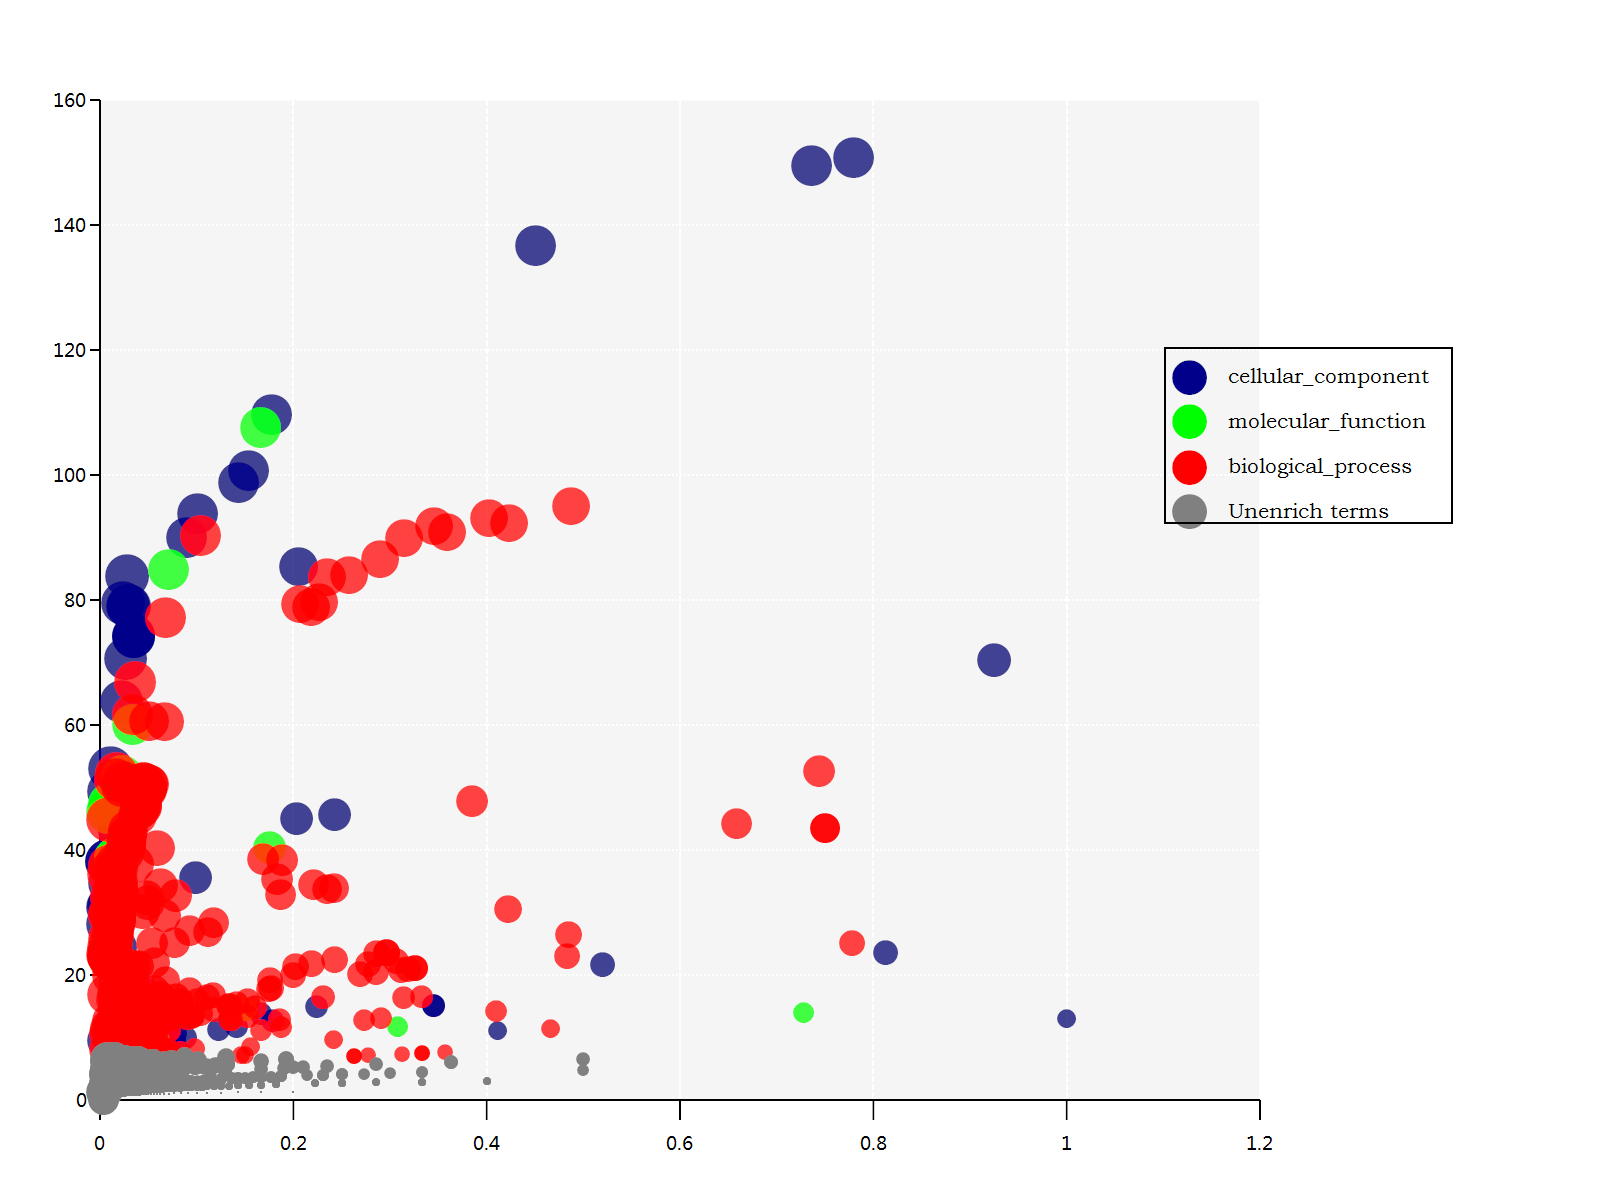 160
140
120
100
80
60
40
20
0
0 0.2 0.4 0.6 0.8 1 1.2
cellular_component
molecular_function
biological_process
Unenrich terms